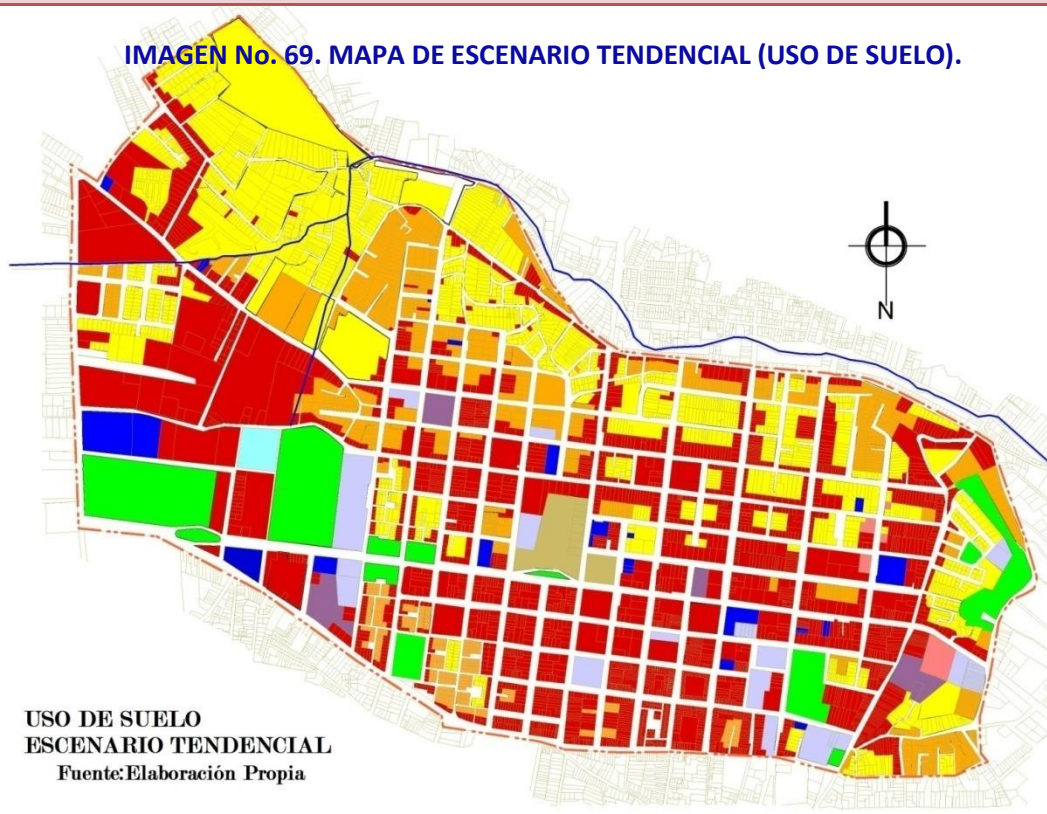 IMAGEN No. 69. MAPA DE ESCENARIO TENDENCIAL (USO DE SUELO).
N
USO DE SUELO
ESCENARIO TENDENCIAL
Fuente:Elaboración Propia